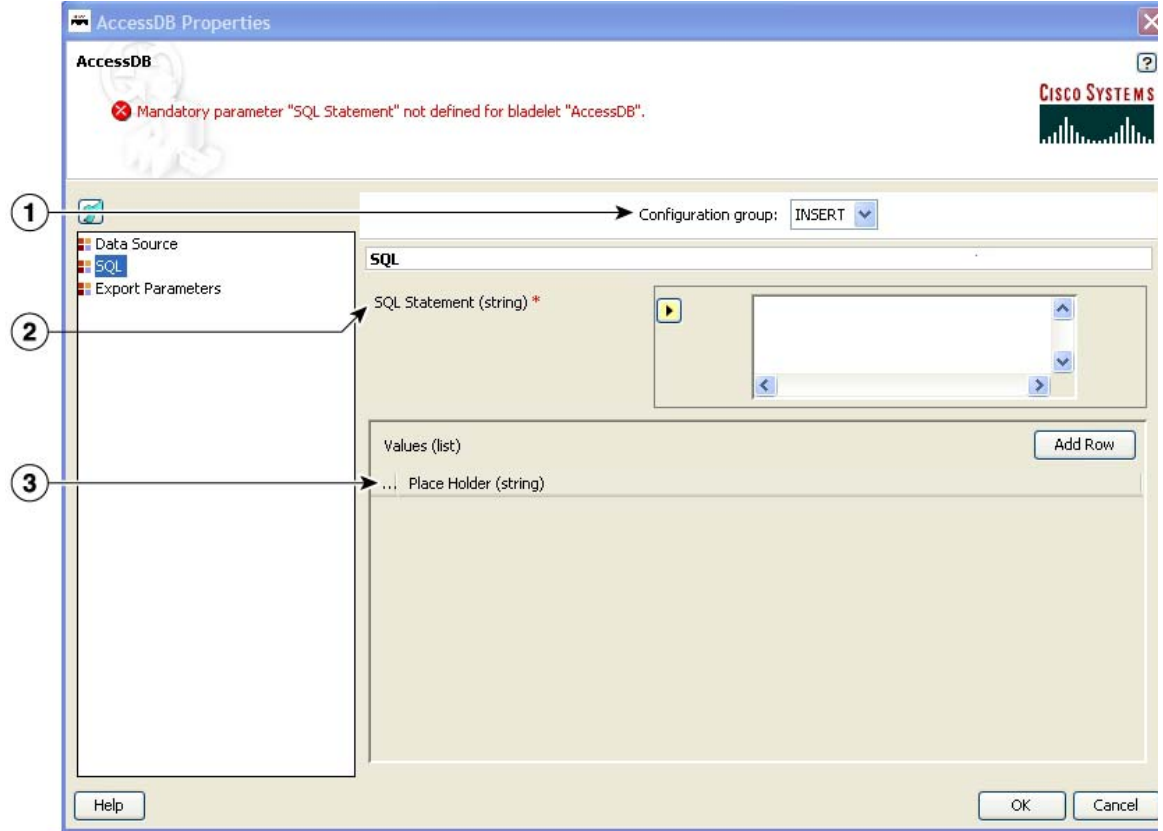 AccessDB Properties
AccessDB
Mandatory parameter "SQL Statement" not defined for bladelet "AccessDB".
CISCO SYSTEMS
1
Configuration group: INSERT
Data Source
SQL
Export Parameters
SQL
2
SQL Statement (string) *
Values (list)
Add Row
3
... Place Holder (string)
Help
OK
Cancel